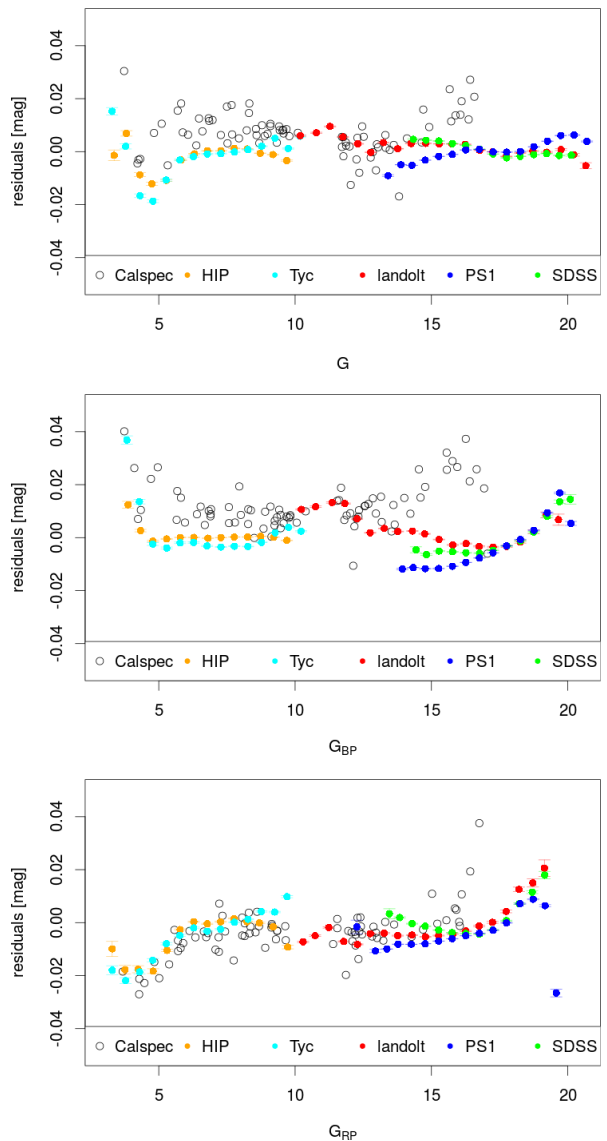 residuals [mag]
0.04
0.02
0.00
-0.02
-0.04
Calspec HIP Tyc landolt PS1 SDSS
5 10 15 20
G
residuals [mag]
0.04
0.02
0.00
-0.02
-0.04
Calspec HIP Tyc landolt PS1 SDSS
5 10 15 20
G_BP
residuals [mag]
0.04
0.02
0.00
-0.02
-0.04
Calspec HIP Tyc landolt PS1 SDSS
5 10 15 20
G_RP